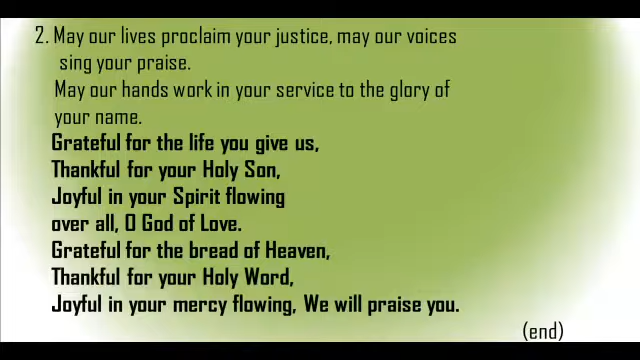 2. May our lives proclaim your justice, may our voices
sing your praise.
May our hands work in your service to the glory of
your name.
Grateful for the life you give us,
Thankful for your Holy Son,
Joyful in your Spirit flowing
over all, O God of Love.
Grateful for the bread of Heaven,
Thankful for your Holy Word,
Joyful in your mercy flowing, We will praise you.
(end)